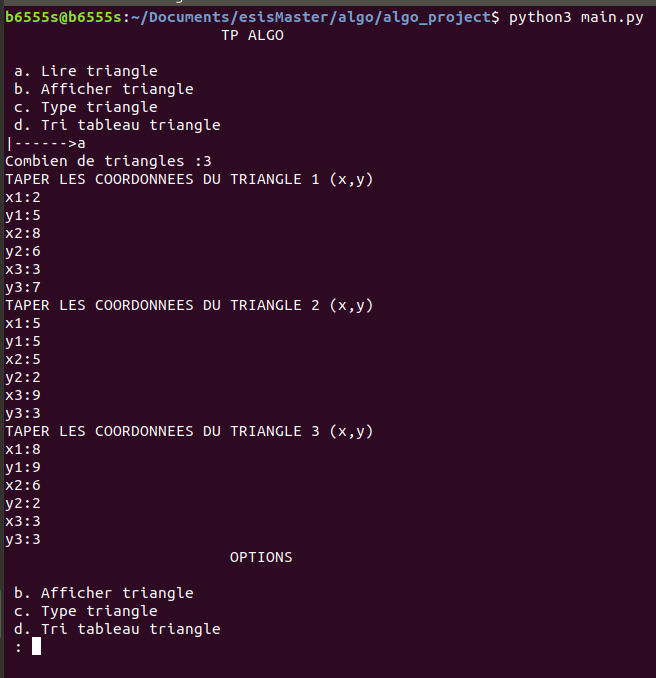 b6555s@b6555s:~/Documents/esisMaster/algo/algo_project$ python3 main.py
TP ALGO
a. Lire triangle
b. Afficher triangle
c. Type triangle
d. Tri tableau triangle
|------>a
Combien de triangles :3
TAPER LES COORDONNEES DU TRIANGLE 1 (x,y)
x1:2
y1:5
x2:8
y2:6
x3:3
y3:7
TAPER LES COORDONNEES DU TRIANGLE 2 (x,y)
x1:5
y1:5
x2:5
y2:2
x3:9
y3:3
TAPER LES COORDONNEES DU TRIANGLE 3 (x,y)
x1:8
y1:9
x2:6
y2:2
x3:3
y3:3
OPTIONS
b. Afficher triangle
c. Type triangle
d. Tri tableau triangle
: